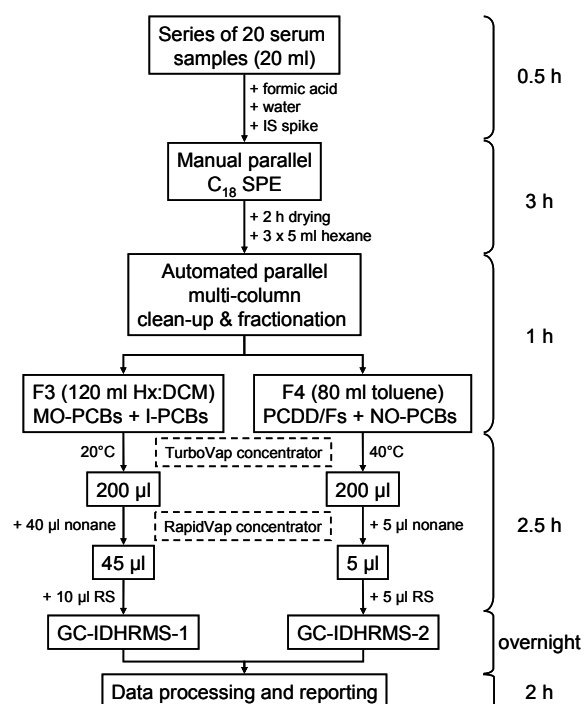 Series of 20 serum
samples (20 ml)
0.5 h
+ formic acid
+ water
+ IS spike
Manual parallel
C18 SPE
3 h
+ 2 h drying
+ 3 x 5 ml hexane
Automated parallel
multi-column
clean-up & fractionation
1 h
F3 (120 ml Hx:DCM)
MO-PCBs + I-PCBs
F4 (80 ml toluene)
PCDD/Fs + NO-PCBs
20°C
TurboVap concentrator
40°C
200 µl
200 µl
2.5 h
+ 40 µl nonane
RapidVap concentrator
+ 5 µl nonane
45 µl
5 µl
+ 10 µl RS
+ 5 µl RS
GC-IDHRMS-1
GC-IDHRMS-2
overnight
Data processing and reporting
2 h